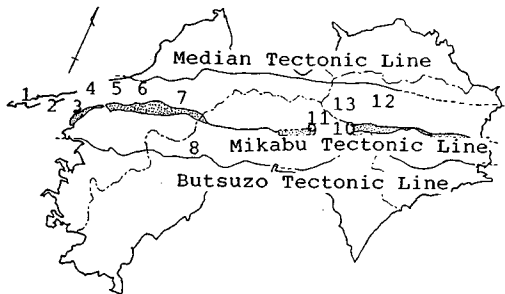 Median Tectonic Line
1 2 3 4 5 6 7
13 12
11
9 10
8 Mikabu Tectonic Line
Butsuzo Tectonic Line